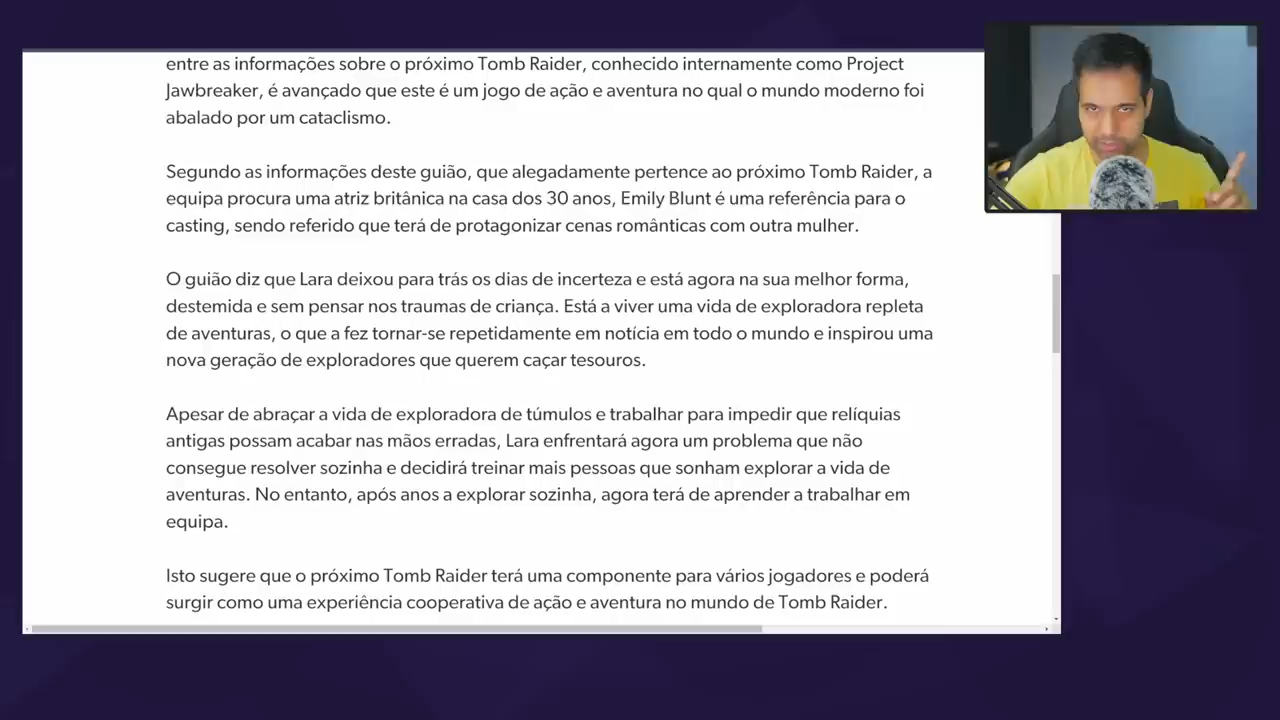 entre as informações sobre o próximo Tomb Raider, conhecido internamente como Project
Jawbreaker, é avançado que este é um jogo de ação e aventura no qual o mundo moderno foi
abalado por um cataclismo.
Segundo as informações deste guião, que alegadamente pertence ao próximo Tomb Raider, a
equipa procura uma atriz britânica na casa dos 30 anos, Emily Blunt é uma referência para o
casting, sendo referido que terá de protagonizar cenas românticas com outra mulher.
O guião diz que Lara deixou para trás os dias de incerteza e está agora na sua melhor forma,
destemida e sem pensar nos traumas de criança. Está a viver uma vida de exploradora repleta
de aventuras, o que a fez tornar-se repetidamente em notícia em todo o mundo e inspirou uma
nova geração de exploradores que querem caçar tesouros.
Apesar de abraçar a vida de exploradora de túmulos e trabalhar para impedir que relíquias
antigas possam acabar nas mãos erradas, Lara enfrentará agora um problema que não
consegue resolver sozinha e decidirá treinar mais pessoas que sonham explorar a vida de
aventuras. No entanto, após anos a explorar sozinha, agora terá de aprender a trabalhar em
equipa.
Isto sugere que o próximo Tomb Raider terá uma componente para vários jogadores e poderá
surgir como uma experiência cooperativa de ação e aventura no mundo de Tomb Raider.